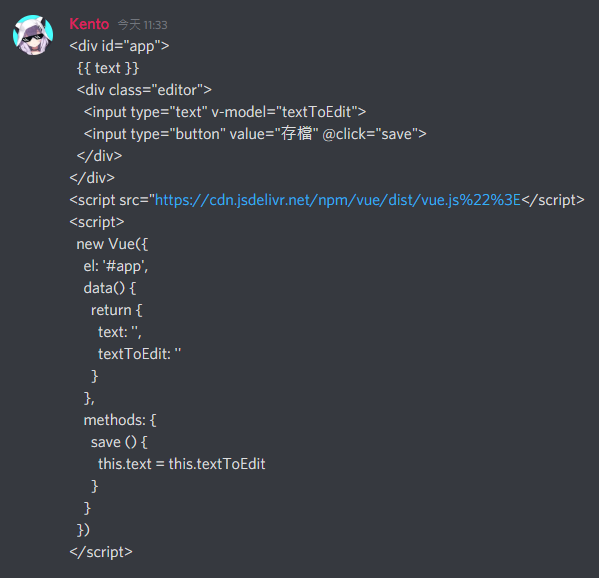 Kento 今天 11:33
<div id="app">
  {{ text }}
  <div class="editor">
    <input type="text" v-model="textToEdit">
    <input type="button" value="存檔" @click="save">
  </div>
</div>
<script src="https://cdn.jsdelivr.net/npm/vue/dist/vue.js%22%3E</script>
<script>
  new Vue({
    el: '#app',
    data() {
      return {
        text: '',
        textToEdit: ''
      }
    },
    methods: {
      save () {
        this.text = this.textToEdit
      }
    }
  })
</script>